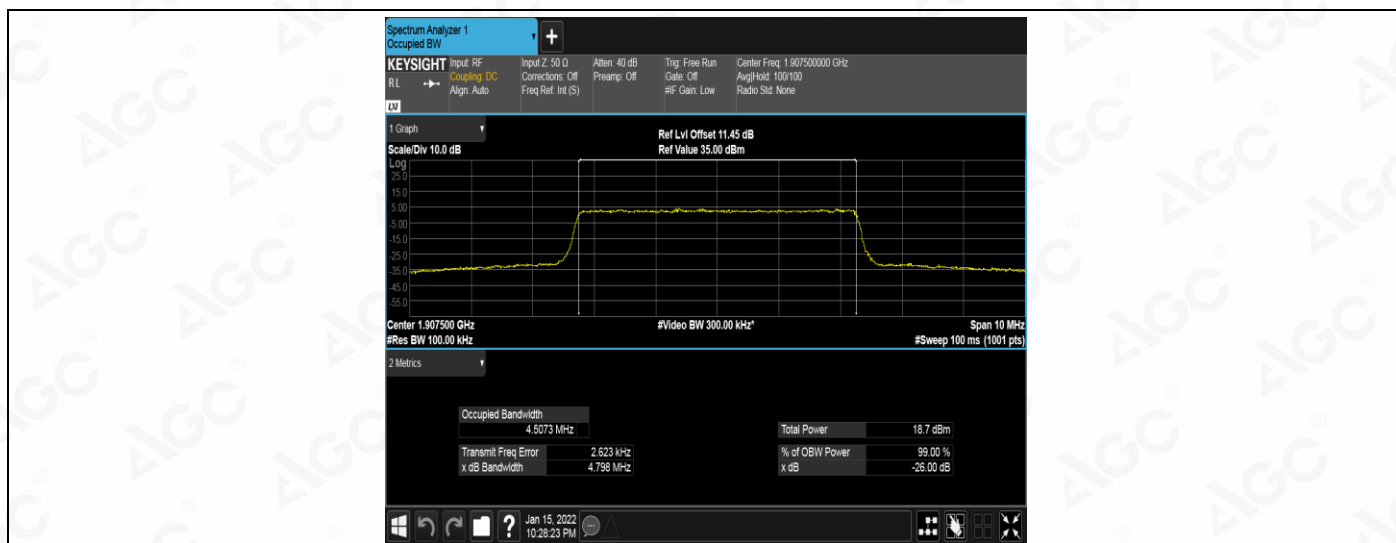 Spectrum Analyzer 1
Occupied BW
+
KEYSIGHT Input: RF Input Z: 50 Ω Atten: 40 dB Trig: Free Run Center Freq: 1.907500000 GHz
RL Coupling: DC Corrections: Off Preamp: Off Gate: Off Avg|Hold: 100/100
Align: Auto Freq Ref: Int (S) #IF Gain: Low Radio Std: None
LXI
1 Graph Ref Lvl Offset 11.45 dB
Scale/Div 10.0 dB Ref Value 35.00 dBm
Log
25.0
15.0
5.00
-5.00
-15.0
-25.0
-35.0
-45.0
-55.0
Center 1.907500 GHz #Video BW 300.00 kHz* Span 10 MHz
#Res BW 100.00 kHz #Sweep 100 ms (1001 pts)
2 Metrics
Occupied Bandwidth
4.5073 MHz Total Power 18.7 dBm
Transmit Freq Error 2.623 kHz % of OBW Power 99.00 %
x dB Bandwidth 4.798 MHz x dB -26.00 dB
? Jan 15, 2022
10:28:23 PM
AGC